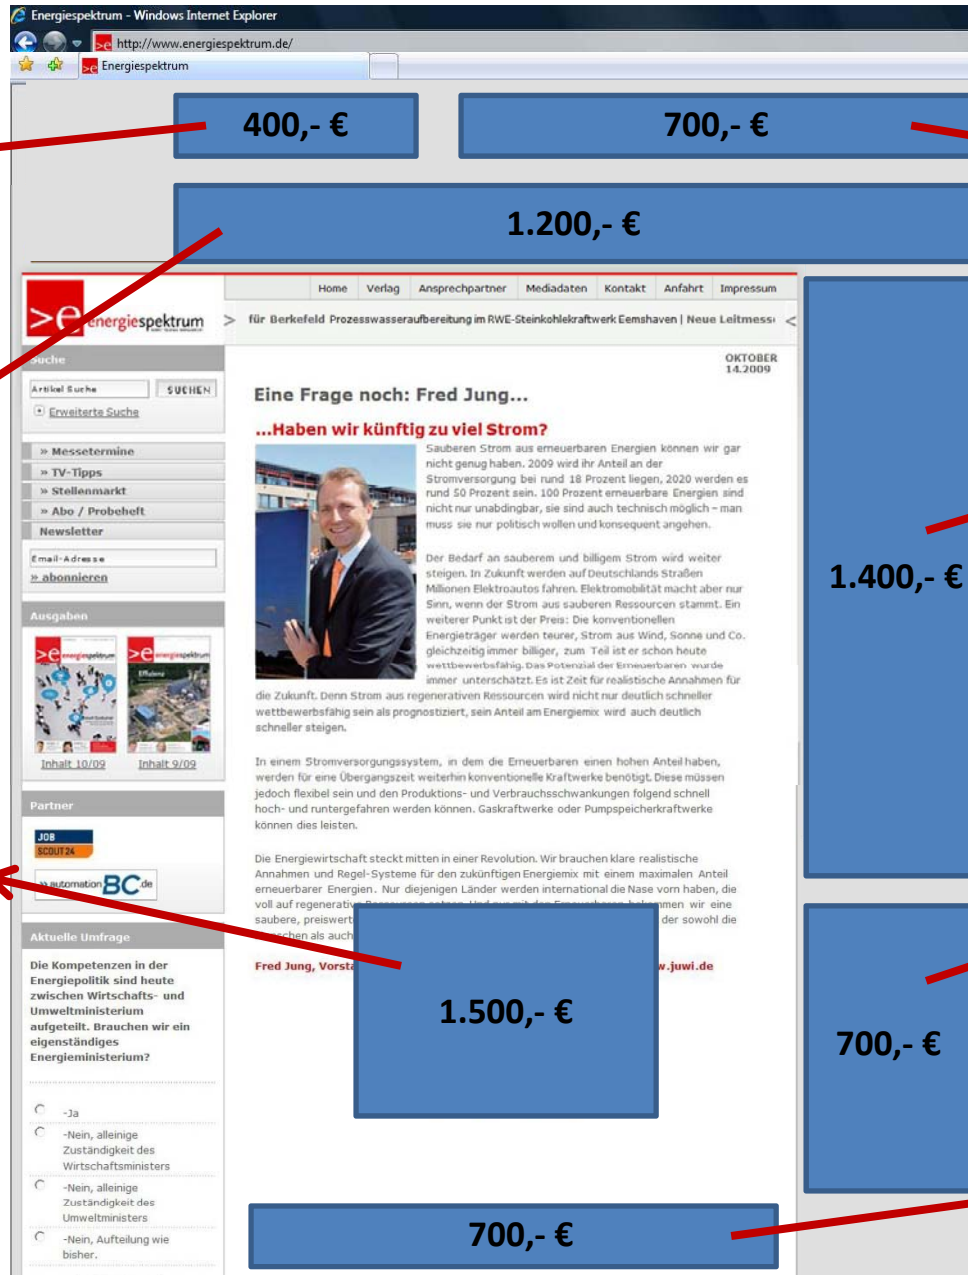 Energiespektrum - Windows Internet Explorer
http://www.energiespektrum.de/
Energiespektrum
400,- €
700,- €
1.200,- €
Home Verlag Ansprechpartner Mediadaten Kontakt Anfahrt Impressum
>e energiespektrum
> für Berkefeld Prozesswasseraufbereitung im RWE-Steinkohlekraftwerk Eemshaven | Neue Leitmess <
Suche
Artikel Suche SUCHEN
Erweiterte Suche
» Messetermine
» TV-Tipps
» Stellenmarkt
» Abo / Probeheft
Newsletter
Email-Adresse
» abonnieren
Ausgaben
>e energiespektrum
>e energiespektrum
Effizienz
Inhalt 10/09 Inhalt 9/09
Partner
JOB
SCOUT24
» automation BC.de
Aktuelle Umfrage
Die Kompetenzen in der
Energiepolitik sind heute
zwischen Wirtschafts- und
Umweltministerium
aufgeteilt. Brauchen wir ein
eigenständiges
Energieministerium?
-Ja
-Nein, alleinige
Zuständigkeit des
Wirtschaftsministers
-Nein, alleinige
Zuständigkeit des
Umweltministers
-Nein, Aufteilung wie
bisher.
OKTOBER
14.2009
Eine Frage noch: Fred Jung...
...Haben wir künftig zu viel Strom?
Sauberen Strom aus erneuerbaren Energien können wir gar
nicht genug haben. 2009 wird ihr Anteil an der
Stromversorgung bei rund 18 Prozent liegen, 2020 werden es
rund 50 Prozent sein. 100 Prozent erneuerbare Energien sind
nicht nur unabdingbar, sie sind auch technisch möglich – man
muss sie nur politisch wollen und konsequent angehen.
Der Bedarf an sauberem und billigem Strom wird weiter
steigen. In Zukunft werden auf Deutschlands Straßen
Millionen Elektroautos fahren. Elektromobilität macht aber nur
Sinn, wenn der Strom aus sauberen Ressourcen stammt. Ein
weiterer Punkt ist der Preis: Die konventionellen
Energieträger werden teurer, Strom aus Wind, Sonne und Co.
gleichzeitig immer billiger, zum Teil ist er schon heute
wettbewerbsfähig. Das Potenzial der Erneuerbaren wurde
immer unterschätzt. Es ist Zeit für realistische Annahmen für
die Zukunft. Denn Strom aus regenerativen Ressourcen wird nicht nur deutlich schneller
wettbewerbsfähig sein als prognostiziert, sein Anteil am Energiemix wird auch deutlich
schneller steigen.
In einem Stromversorgungssystem, in dem die Erneuerbaren einen hohen Anteil haben,
werden für eine Übergangszeit weiterhin konventionelle Kraftwerke benötigt. Diese müssen
jedoch flexibel sein und den Produktions- und Verbrauchsschwankungen folgend schnell
hoch- und runtergefahren werden können. Gaskraftwerke oder Pumpspeicherkraftwerke
können dies leisten.
Die Energiewirtschaft steckt mitten in einer Revolution. Wir brauchen klare realistische
Annahmen und Regel-Systeme für den zukünftigen Energiemix mit einem maximalen Anteil
erneuerbarer Energien. Nur diejenigen Länder werden international die Nase vorn haben, die
voll auf wir eine
saubere, preiswert der sowohl die
als auch
Fred Jung, Vorsta w.juwi.de
1.400,- €
1.500,- €
700,- €
700,- €